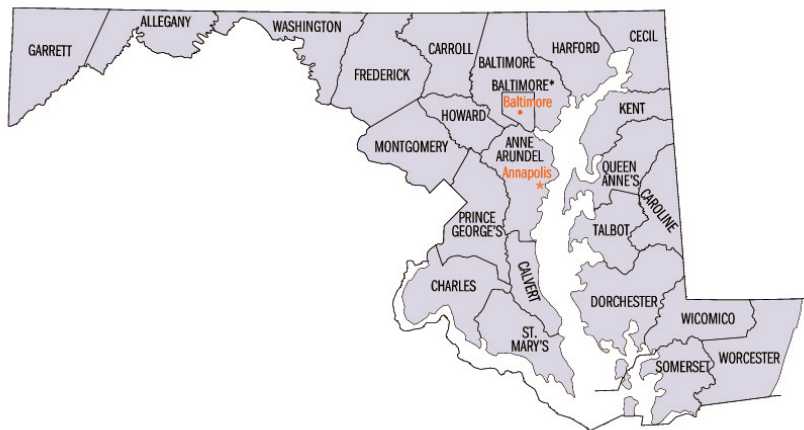 GARRETT
ALLEGANY
WASHINGTON
FREDERICK
CARROLL
BALTIMORE
HARFORD
CECIL
BALTIMORE*
Baltimore
KENT
HOWARD
MONTGOMERY
ANNE
ARUNDEL
Annapolis
QUEEN
ANNE'S
CAROLINE
PRINCE
GEORGE'S
TALBOT
CHARLES
CALVERT
DORCHESTER
ST.
MARY'S
WICOMICO
SOMERSET
WORCESTER